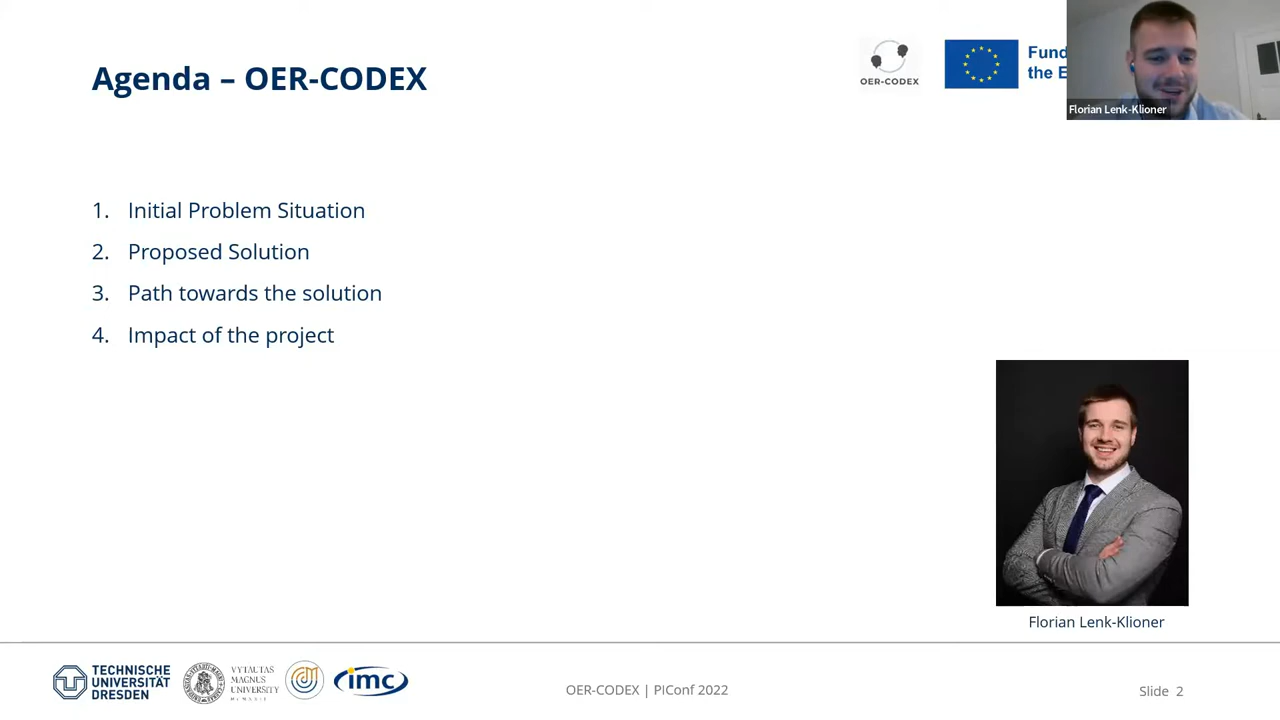 Agenda – OER-CODEX
OER-CODEX
Fund
the E
Florian Lenk-Klioner
1. Initial Problem Situation
2. Proposed Solution
3. Path towards the solution
4. Impact of the project
Florian Lenk-Klioner
TECHNISCHE
UNIVERSITÄT
DRESDEN
VYTAUTAS
MAGNUS
UNIVERSITY
imc
OER-CODEX | PIConf 2022
Slide 2